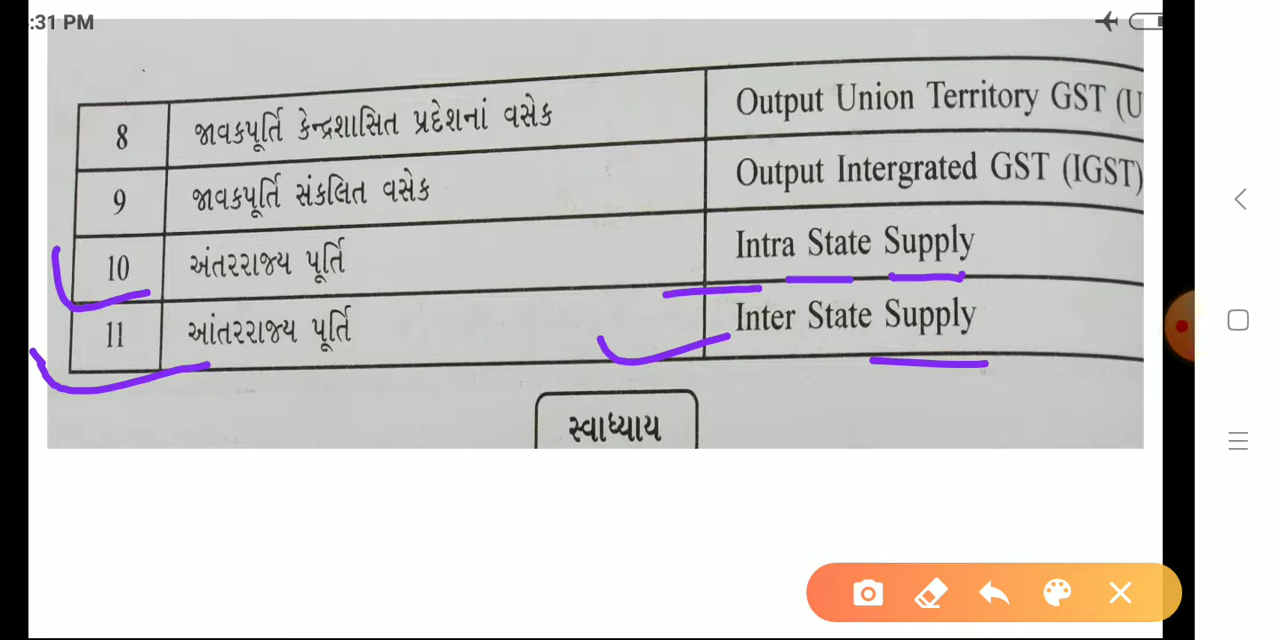 :31 PM
8 જાવકપૂર્તિ કેન્દ્રશાસિત પ્રદેશનાં વસેક Output Union Territory GST (U
9 જાવકપૂર્તિ સંકલિત વસેક Output Intergrated GST (IGST)
10 અંતરરાજ્ય પૂર્તિ Intra State Supply
11 આંતરરાજ્ય પૂર્તિ Inter State Supply
સ્વાધ્યાય